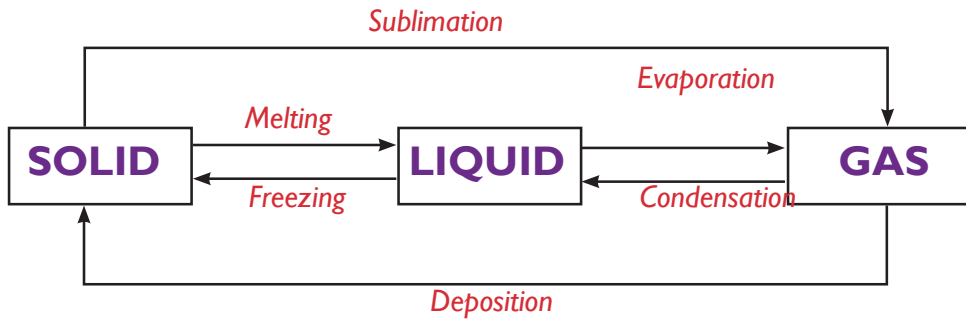 Sublimation
Evaporation
Melting
SOLID
LIQUID
GAS
Freezing
Condensation
Deposition